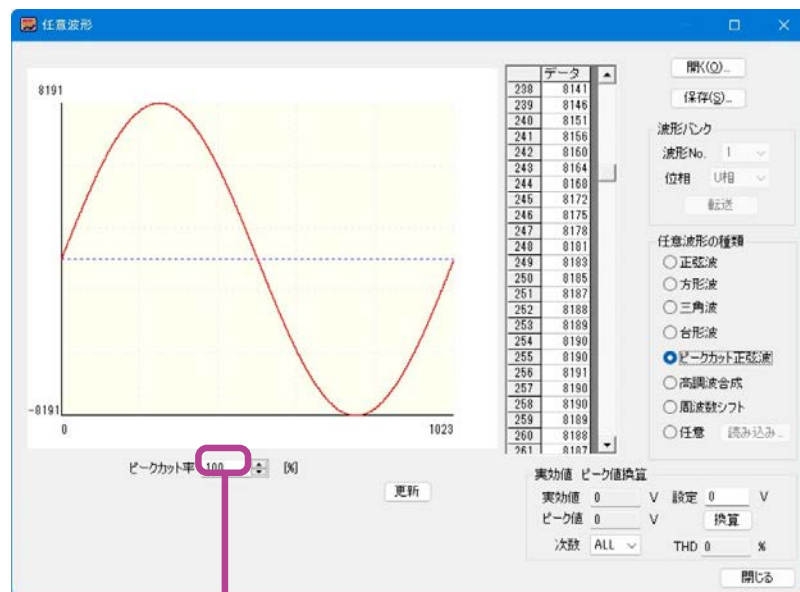 任意波形
8191
-8191
0 1023
データ
238 8141
239 8146
240 8151
241 8156
242 8160
243 8164
244 8168
245 8172
246 8175
247 8178
248 8181
249 8183
250 8185
251 8187
252 8188
253 8189
254 8190
255 8190
256 8191
257 8190
258 8190
259 8189
260 8188
261 8187
開く(O)...
保存(S)...
波形バンク
波形No. 1
位相 U相
転送
任意波形の種類
正弦波
方形波
三角波
台形波
ピークカット正弦波
高調波合成
周波数シフト
任意 読み込み...
ピークカット率 100 [%]
更新
実効値 ピーク値換算
実効値 0 V 設定 0 V
ピーク値 0 V 換算
次数 ALL THD 0 %
閉じる